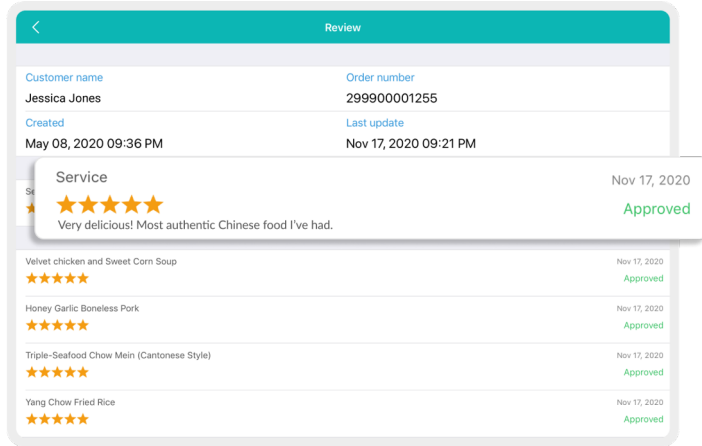 Review
Customer name
Order number
Jessica Jones
299900001255
Created
Last update
May 08, 2020 09:36 PM
Nov 17, 2020 09:21 PM
Service
Nov 17, 2020
Approved
Very delicious! Most authentic Chinese food I've had.
Se
Velvet chicken and Sweet Corn Soup
Nov 17, 2020
Approved
Honey Garlic Boneless Pork
Nov 17, 2020
Approved
Triple-Seafood Chow Mein (Cantonese Style)
Nov 17, 2020
Approved
Yang Chow Fried Rice
Nov 17, 2020
Approved